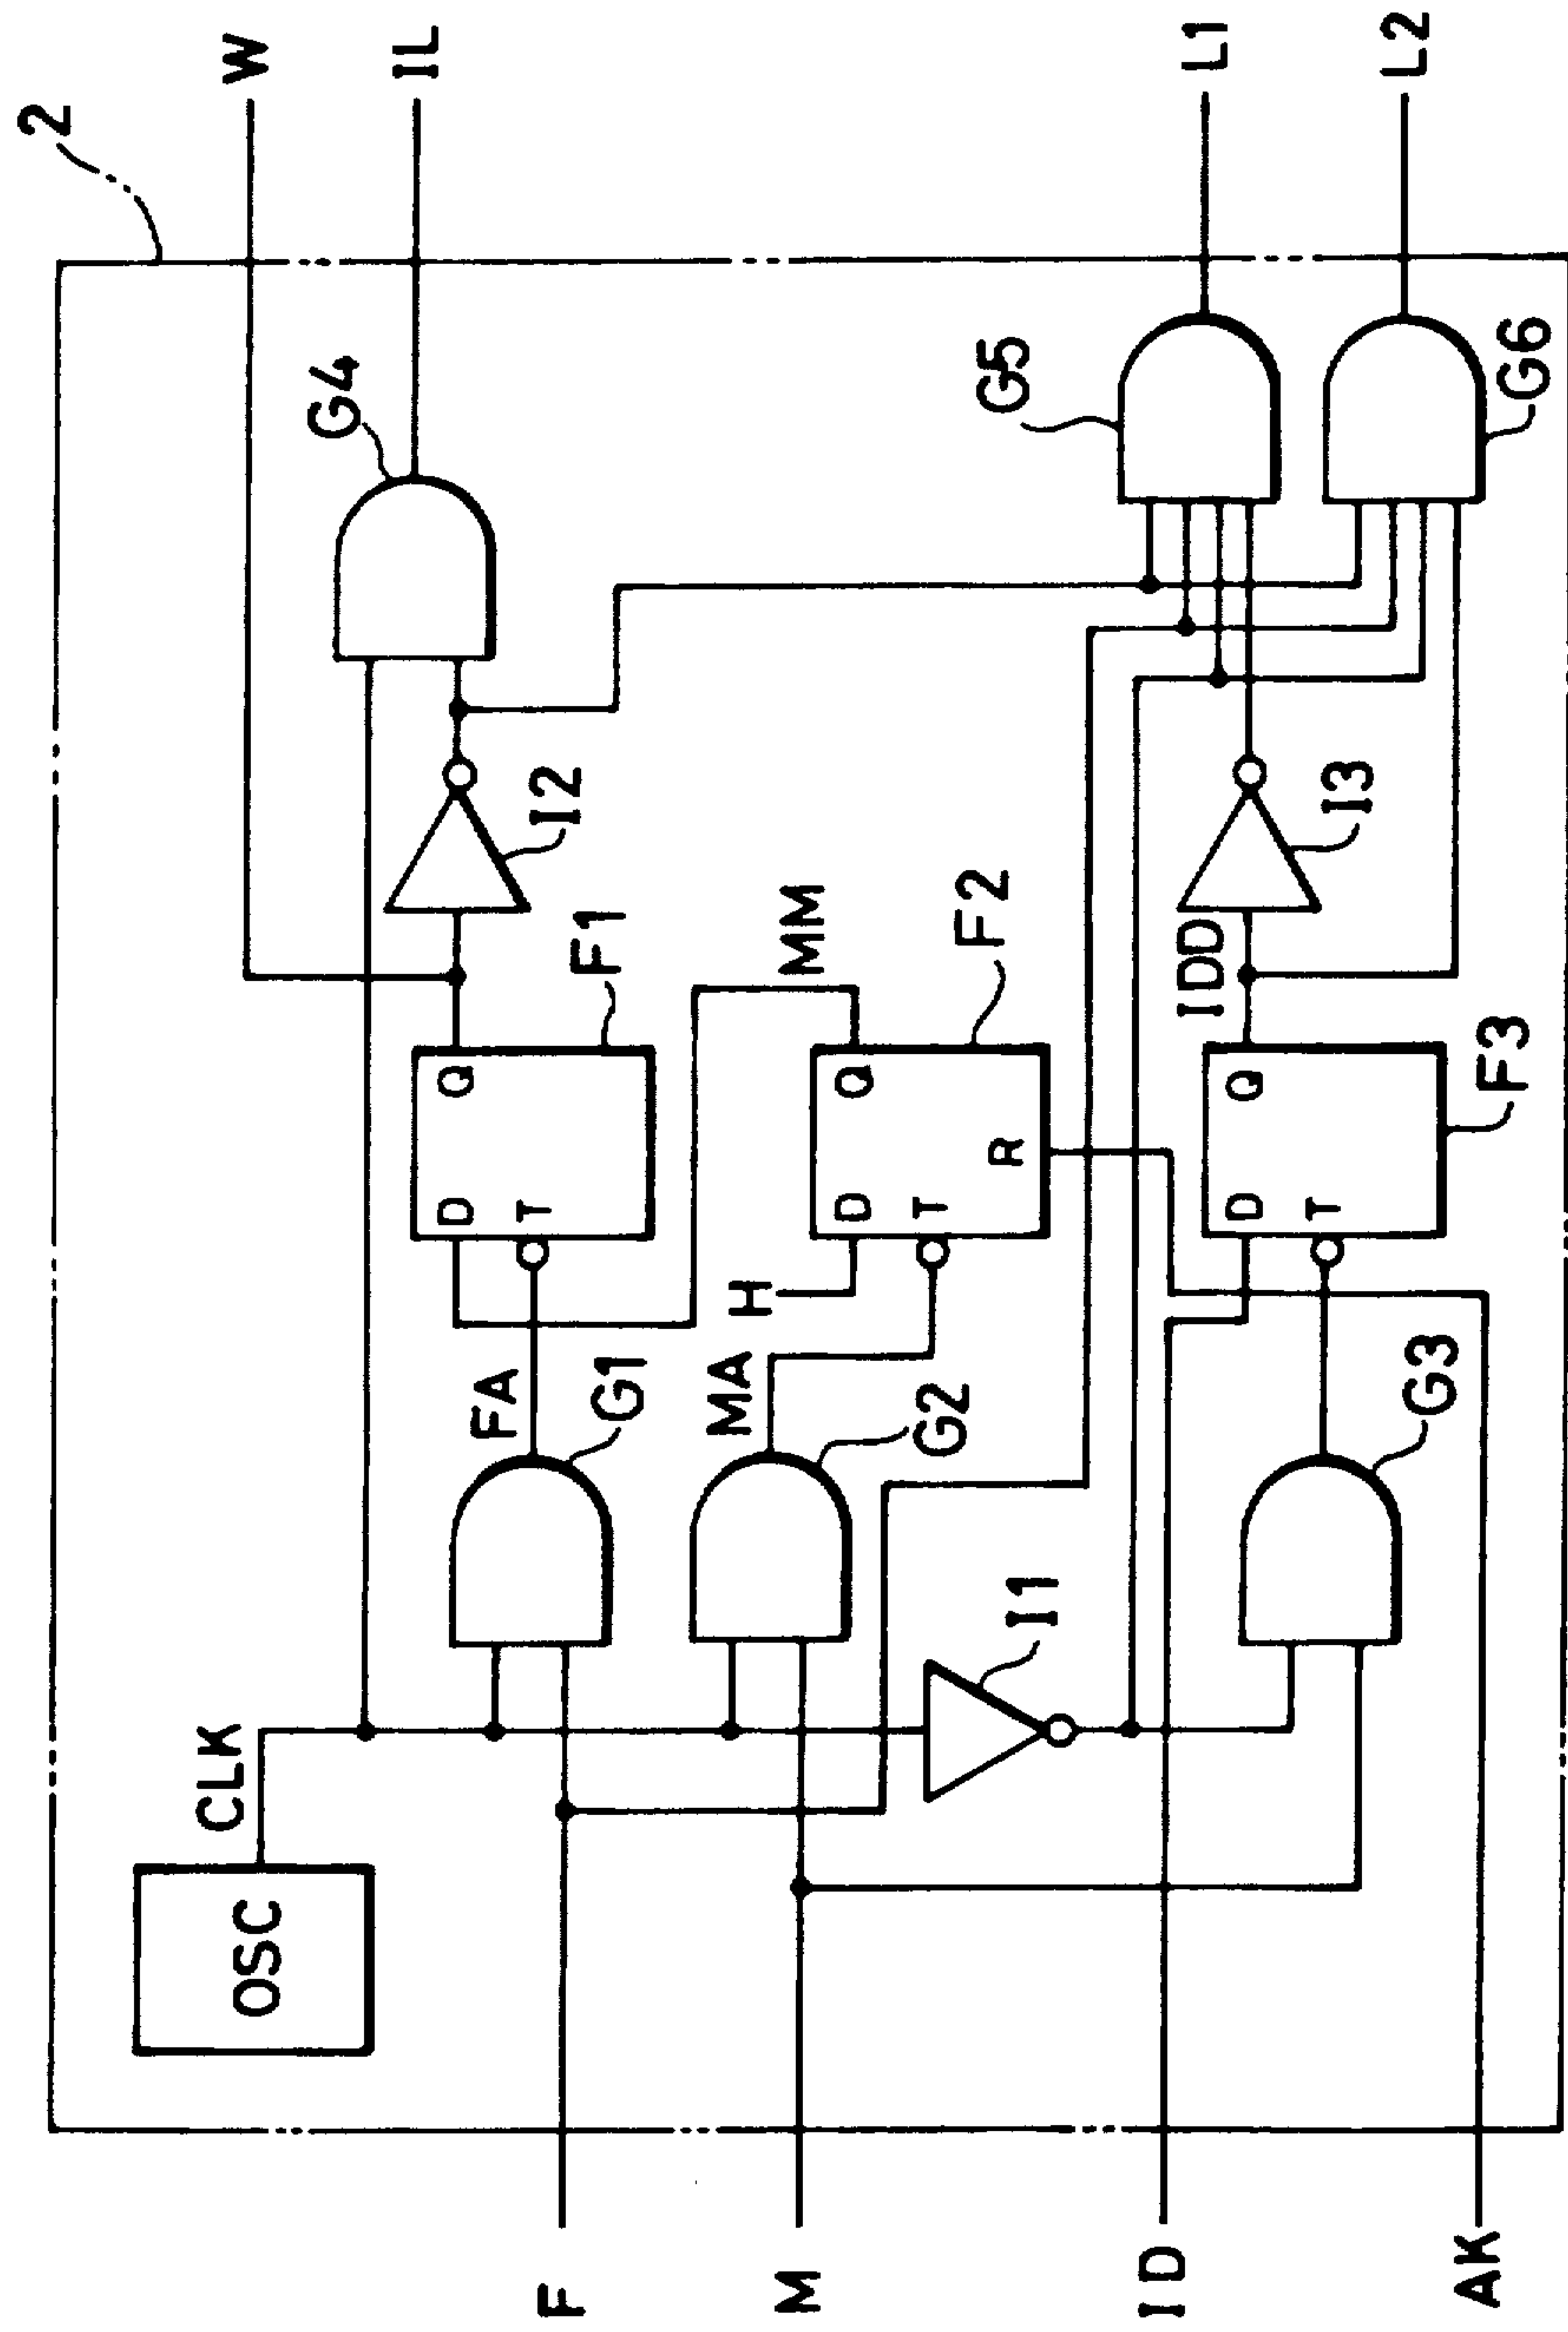 2
W
IL
L1
L2
G4
G5
G6
I2
I3
F1
MM
F2
IDD
F3
Q
D
T
Q
D
T
R
Q
D
T
H
FA
G1
MA
G2
G3
I1
CLK
OSC
F
M
ID
AK